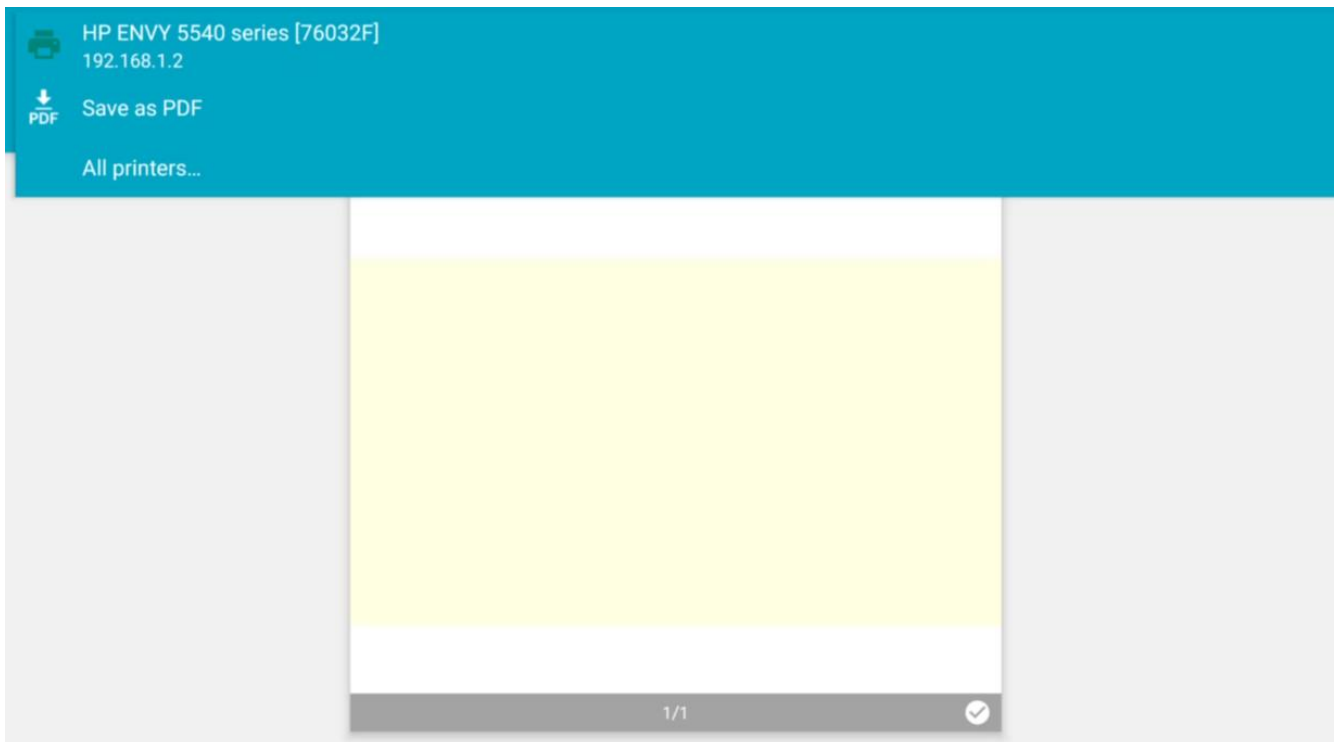 HP ENVY 5540 series [76032F]
192.168.1.2
PDF
Save as PDF
All printers...
1/1